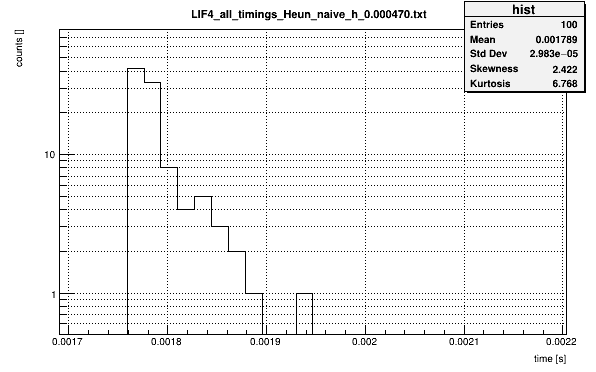 LIF4_all_timings_Heun_naive_h_0.000470.txt
hist
Entries 100
Mean 0.001789
Std Dev 2.983e−05
Skewness 2.422
Kurtosis 6.768
counts []
10
1
0.0017 0.0018 0.0019 0.002 0.0021 0.0022
time [s]